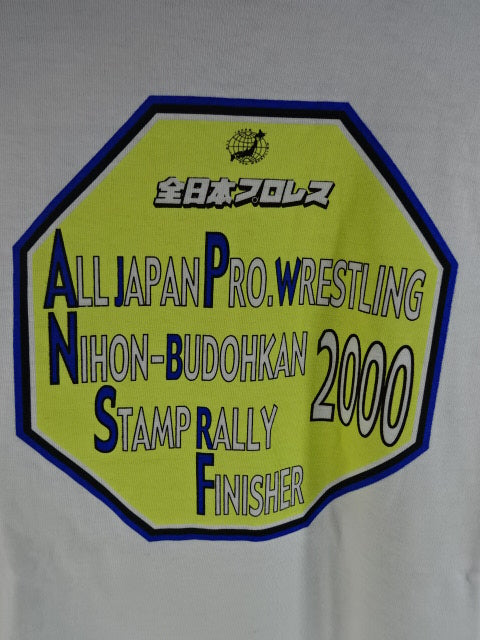 全日本プロレス
ALL JAPAN PRO. WRESTLING
NIHON-BUDOHKAN 2000
STAMP RALLY
FINISHER